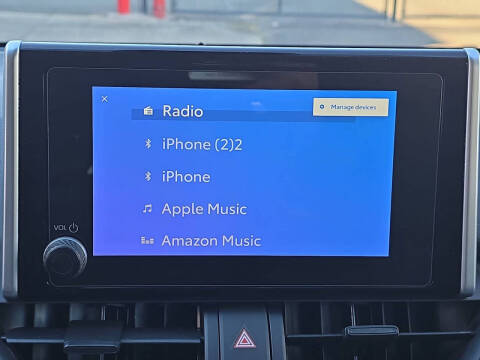 Radio
Manage devices
iPhone (2)2
iPhone
Apple Music
Amazon Music
VOL